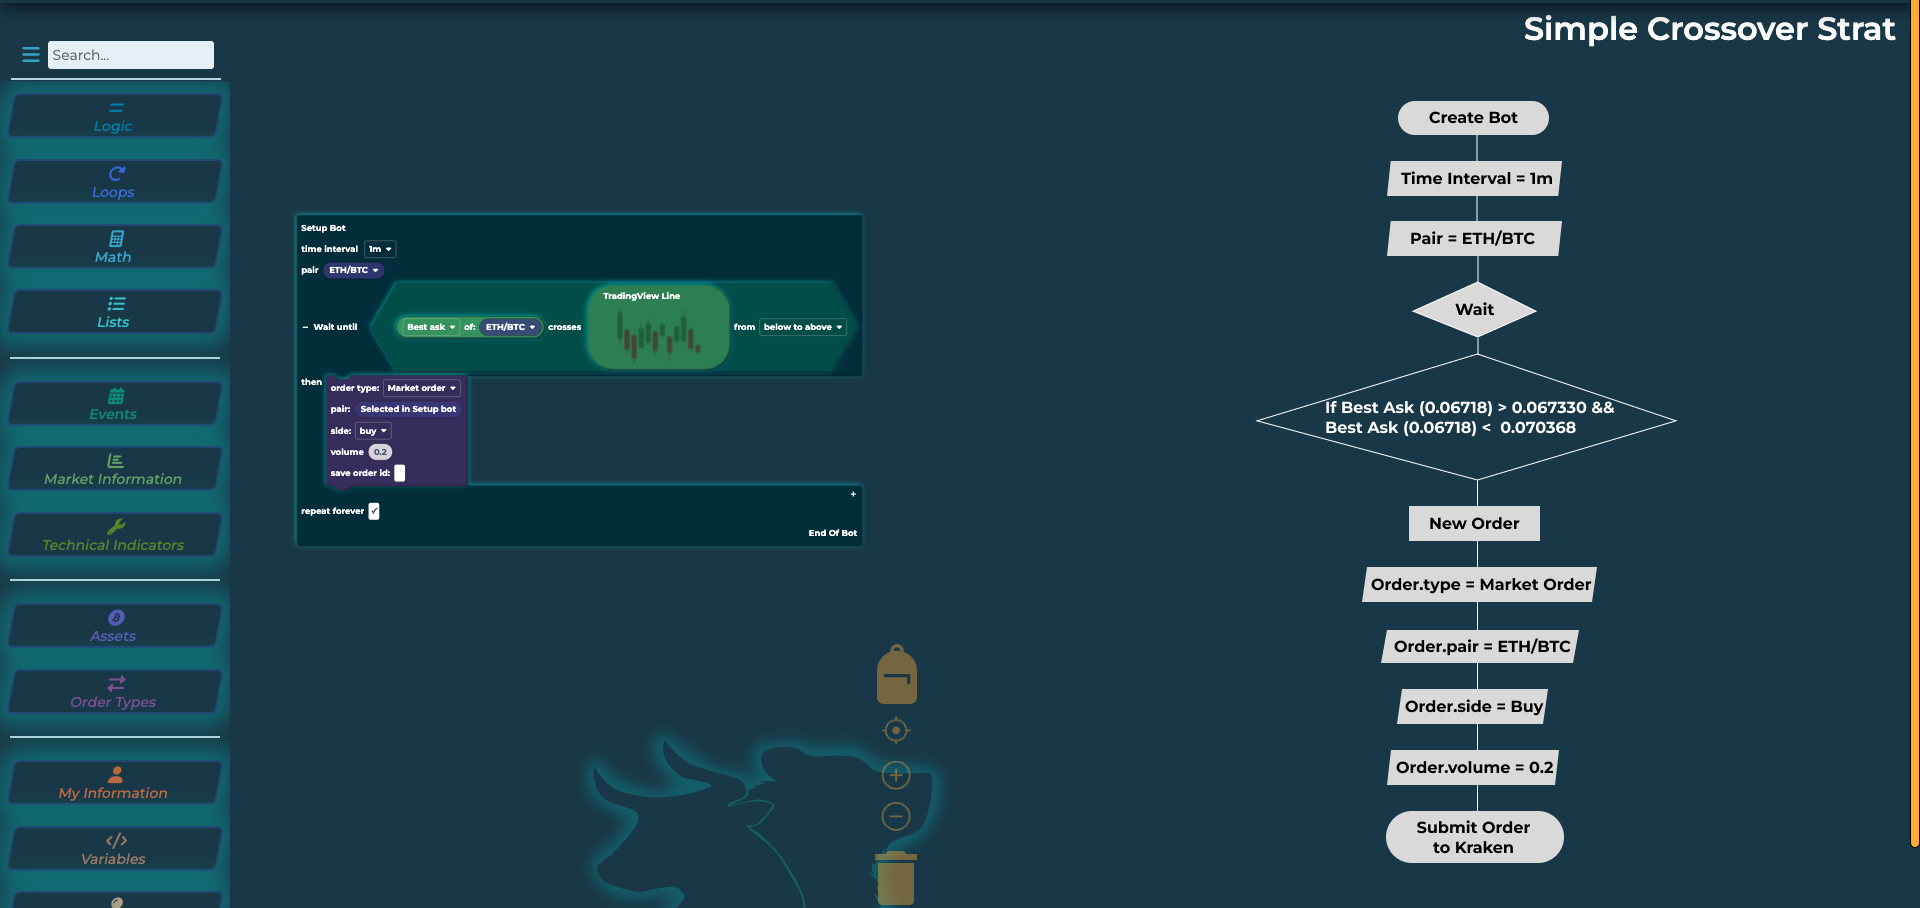 Simple Crossover Strat
Search...
Logic
Loops
Math
Lists
Events
Market Information
Technical Indicators
Assets
Order Types
My Information
Variables
Setup Bot
time interval 1m
pair ETH/BTC
TradingView Line
Wait until Best ask of: ETH/BTC crosses from below to above
then
order type: Market order
pair: Selected in Setup bot
side: buy
volume 0.2
save order id:
repeat forever
End Of Bot
Create Bot
Time Interval = 1m
Pair = ETH/BTC
Wait
If Best Ask (0.06718) > 0.067330 &&
Best Ask (0.06718) < 0.070368
New Order
Order.type = Market Order
Order.pair = ETH/BTC
Order.side = Buy
Order.volume = 0.2
Submit Order
to Kraken